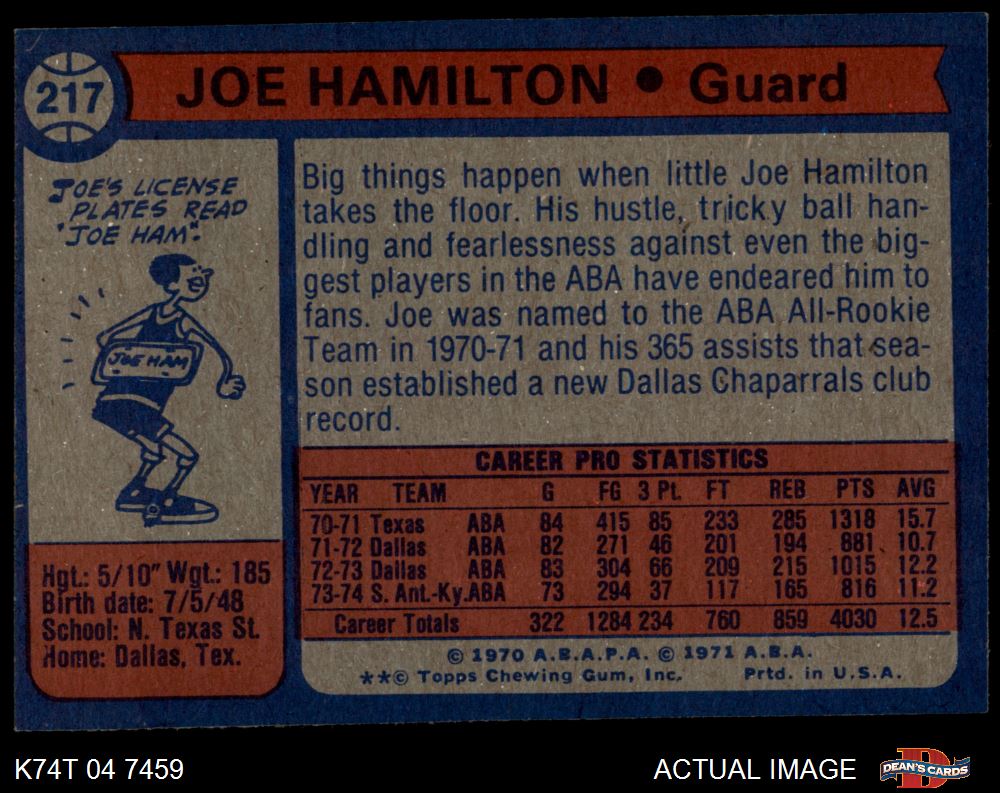 217
JOE HAMILTON • Guard
JOE'S LICENSE
PLATES READ
"JOE HAM".
JOE HAM
Hgt.: 5/10" Wgt.: 185
Birth date: 7/5/48
School: N. Texas St.
Home: Dallas, Tex.
Big things happen when little Joe Hamilton
takes the floor. His hustle, tricky ball han-
dling and fearlessness against even the big-
gest players in the ABA have endeared him to
fans. Joe was named to the ABA All-Rookie
Team in 1970-71 and his 365 assists that sea-
son established a new Dallas Chaparrals club
record.
CAREER PRO STATISTICS
YEAR TEAM G FG 3 Pt. FT REB PTS AVG
70-71 Texas ABA 84 415 85 233 285 1318 15.7
71-72 Dallas ABA 82 271 46 201 194 881 10.7
72-73 Dallas ABA 83 304 66 209 215 1015 12.2
73-74 S. Ant.-Ky. ABA 73 294 37 117 165 816 11.2
Career Totals 322 1284 234 760 859 4030 12.5
© 1970 A.B.A.P.A. © 1971 A.B.A.
**© Topps Chewing Gum, Inc. Prtd. in U.S.A.
K74T 04 7459
ACTUAL IMAGE
D
DEAN'S CARDS